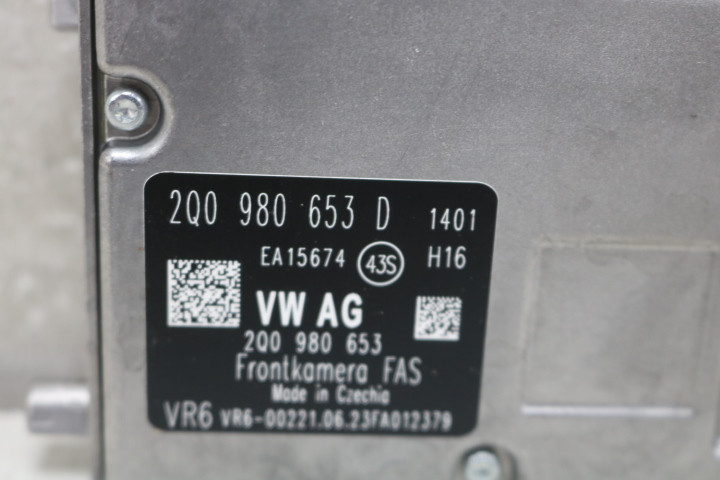 2Q0 980 653 D 1401
EA15674 43S H16
VW AG
2Q0 980 653
Frontkamera FAS
Made in Czechia
VR6 VR6-00221.06.23FA012379